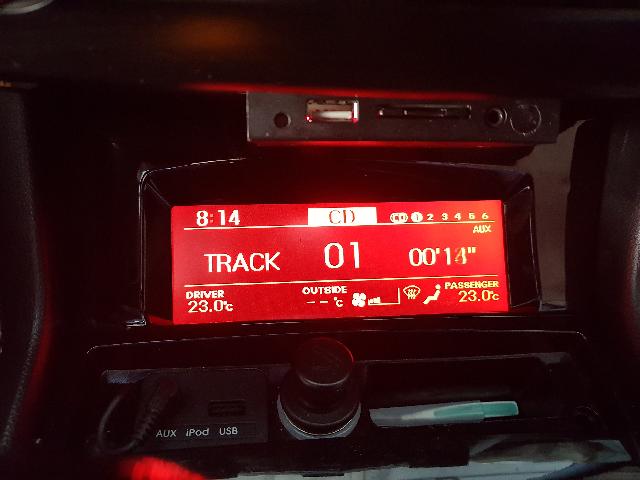 8:14 CD CD 1 2 3 4 5 6
AUX
TRACK 01 00'14"
DRIVER OUTSIDE PASSENGER
23.0°c --°c 23.0°c
AUX iPod USB